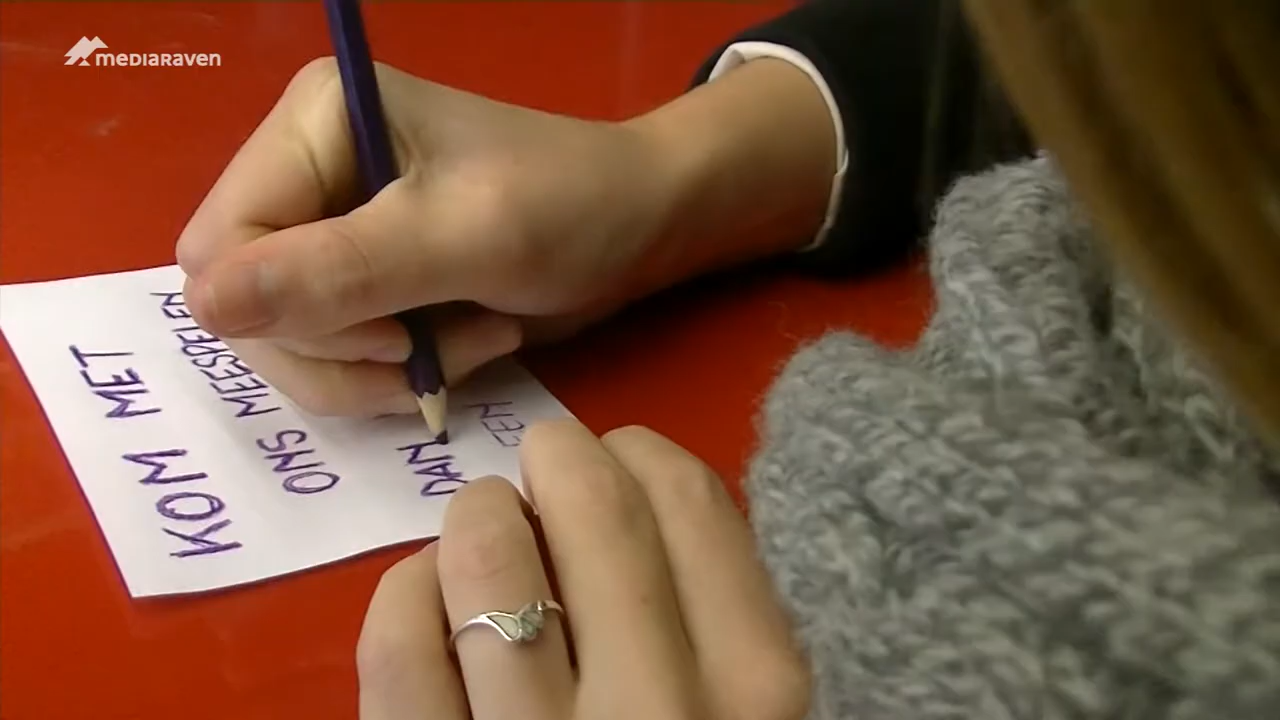 MEDIARAVEN
KOM MET
ONS MEESPELEN
DAN
EEN